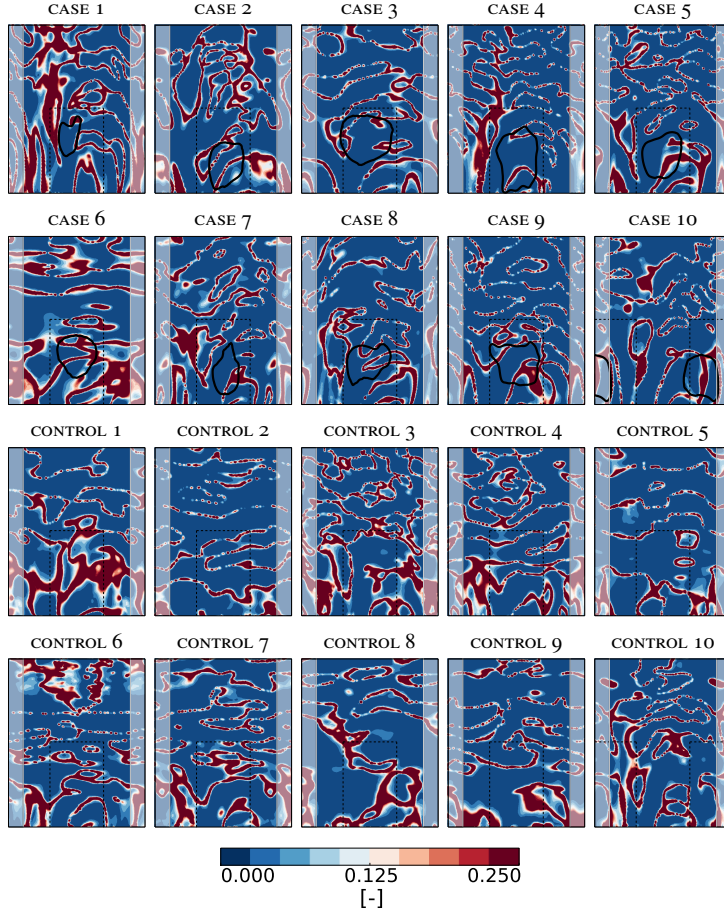 CASE 1 CASE 2 CASE 3 CASE 4 CASE 5
CASE 6 CASE 7 CASE 8 CASE 9 CASE 10
CONTROL 1 CONTROL 2 CONTROL 3 CONTROL 4 CONTROL 5
CONTROL 6 CONTROL 7 CONTROL 8 CONTROL 9 CONTROL 10
0.000 0.125 0.250
[-]